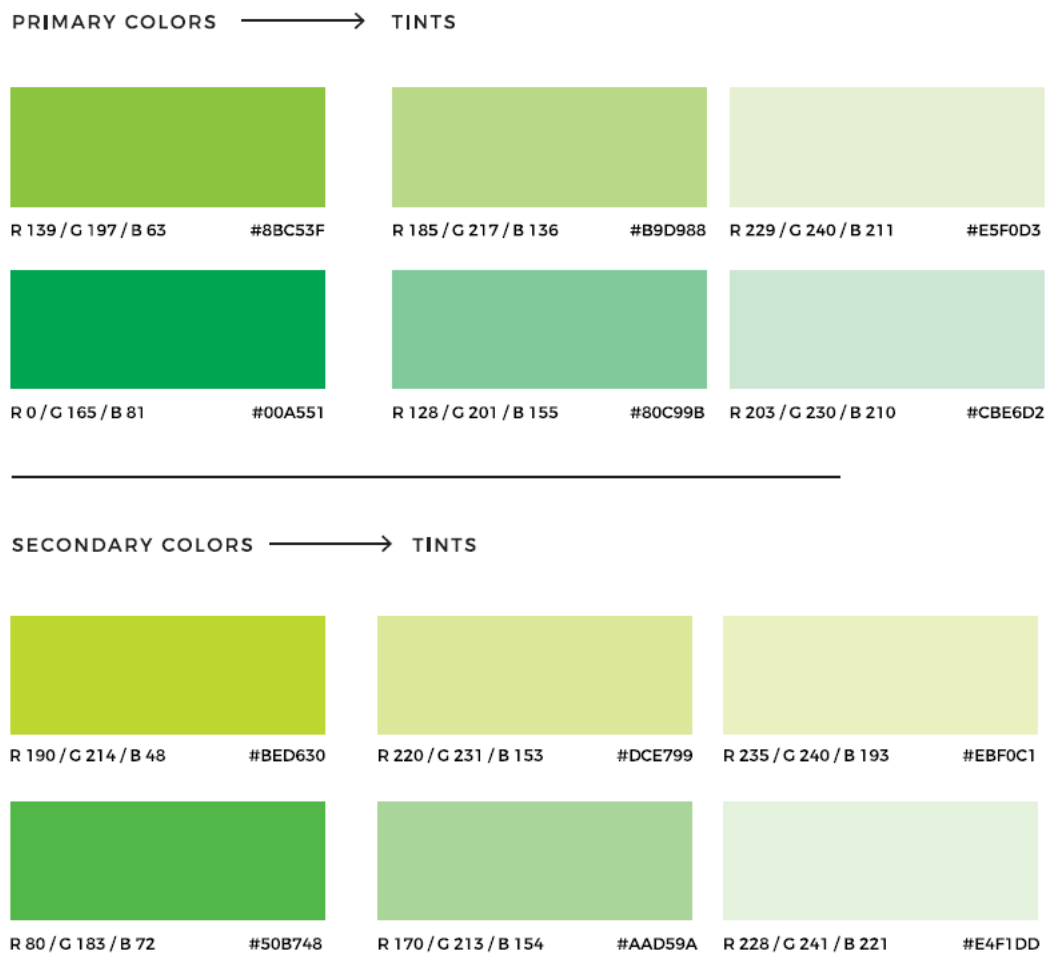 PRIMARY COLORS → TINTS
R 139 / G 197 / B 63 #8BC53F R 185 / G 217 / B 136 #B9D988 R 229 / G 240 / B 211 #E5F0D3
R 0 / G 165 / B 81 #00A551 R 128 / G 201 / B 155 #80C99B R 203 / G 230 / B 210 #CBE6D2
SECONDARY COLORS → TINTS
R 190 / G 214 / B 48 #BED630 R 220 / G 231 / B 153 #DCE799 R 235 / G 240 / B 193 #EBF0C1
R 80 / G 183 / B 72 #50B748 R 170 / G 213 / B 154 #AAD59A R 228 / G 241 / B 221 #E4F1DD